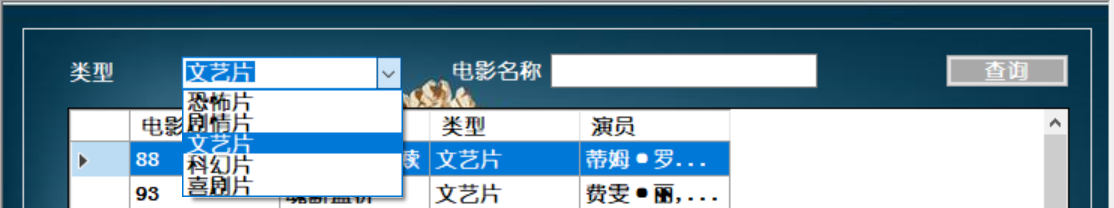 类型 文艺片 电影名称 查询
恐怖片
剧情片
文艺片
科幻片
喜剧片
电影 类型 演员
88 文艺片 蒂姆●罗...
93 文艺片 费雯●丽,...